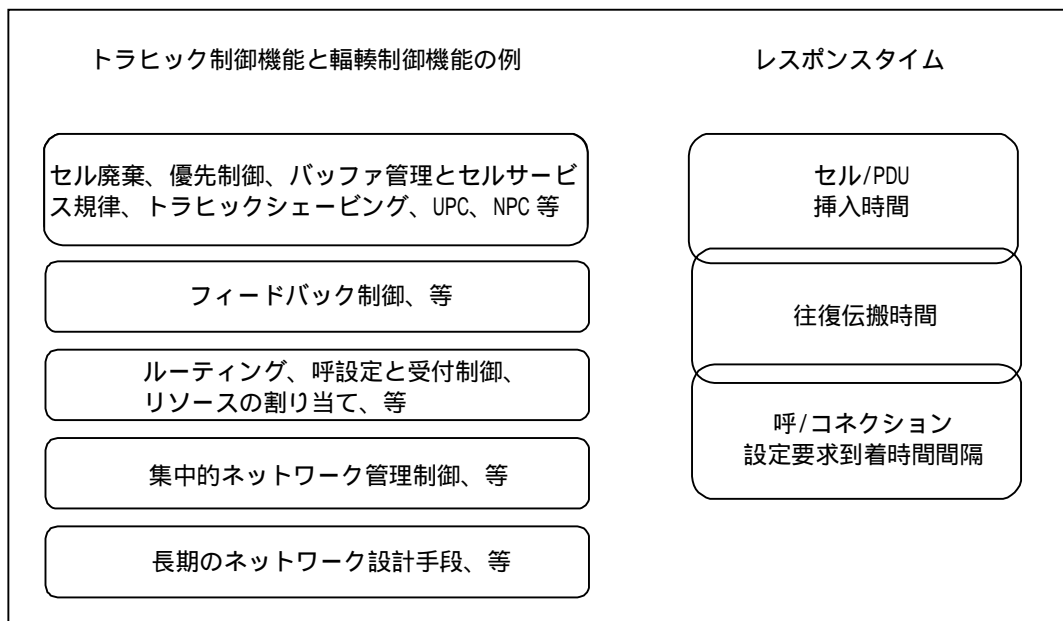 トラヒック制御機能と輻輳制御機能の例
レスポンスタイム
セル廃棄、優先制御、バッファ管理とセルサービ
ス規律、トラヒックシェービング、UPC、NPC 等
フィードバック制御、等
ルーティング、呼設定と受付制御、
リソースの割り当て、等
集中的ネットワーク管理制御、等
長期のネットワーク設計手段、等
セル/PDU
挿入時間
往復伝搬時間
呼/コネクション
設定要求到着時間間隔